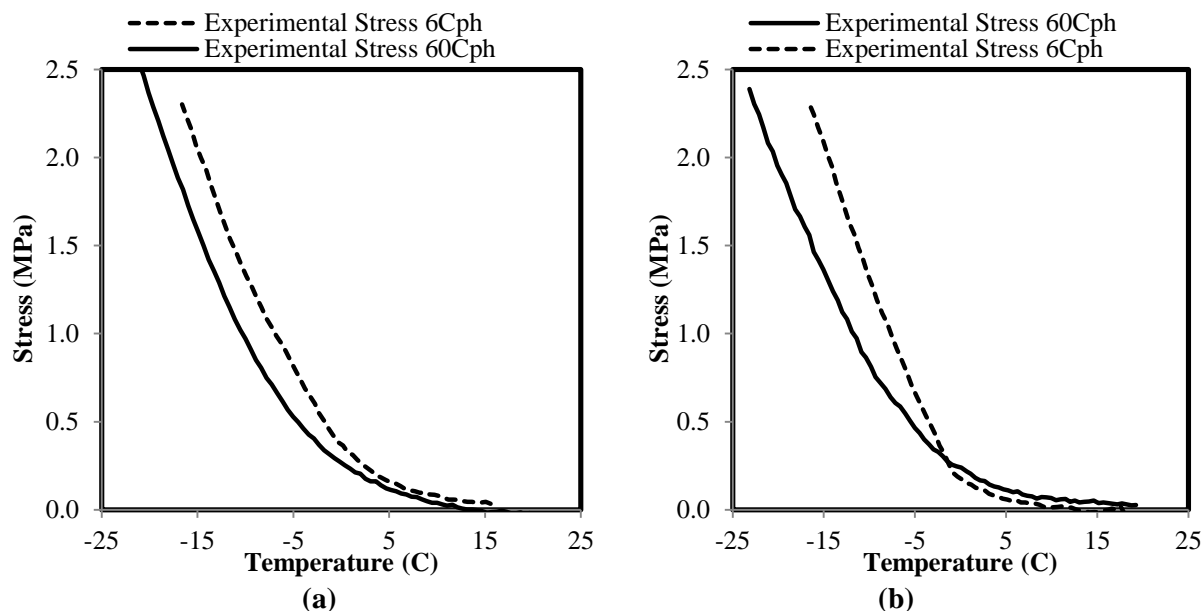 Experimental Stress 6Cph
Experimental Stress 60Cph
2.5
2.0
1.5
1.0
0.5
0.0
Stress (MPa)
-25 -15 -5 5 15 25
Temperature (C)
(a)
Experimental Stress 60Cph
Experimental Stress 6Cph
2.5
2.0
1.5
1.0
0.5
0.0
Stress (MPa)
-25 -15 -5 5 15 25
Temperature (C)
(b)